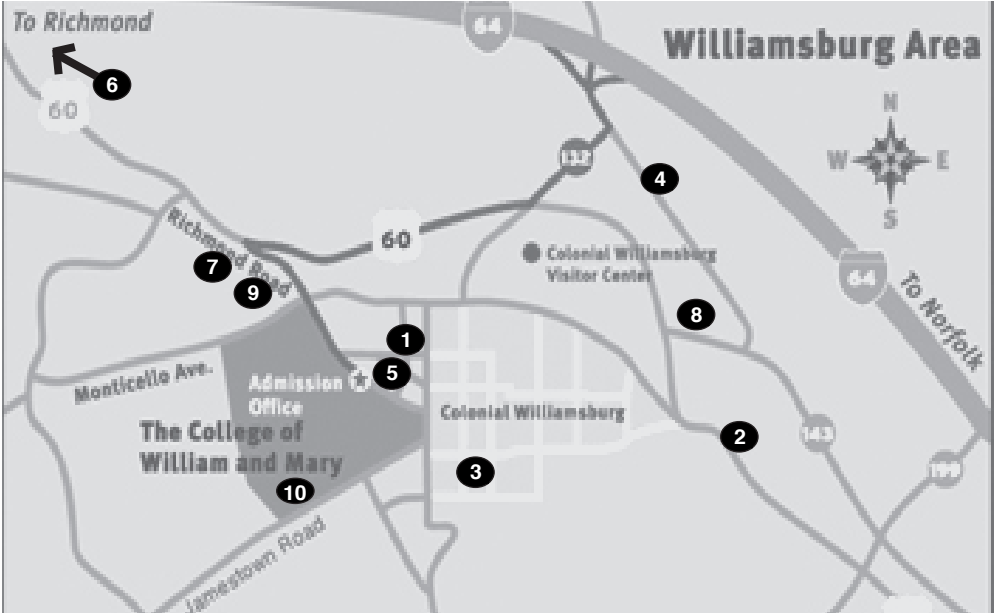 To Richmond
64
Williamsburg Area
6
60
N
132
W
E
4
S
Richmond Road
60
Colonial Williamsburg
Visitor Center
7
64
To Norfolk
9
8
1
Monticello Ave.
Admission
Office
5
Colonial Williamsburg
The College of
William and Mary
2
143
3
199
10
Jamestown Road